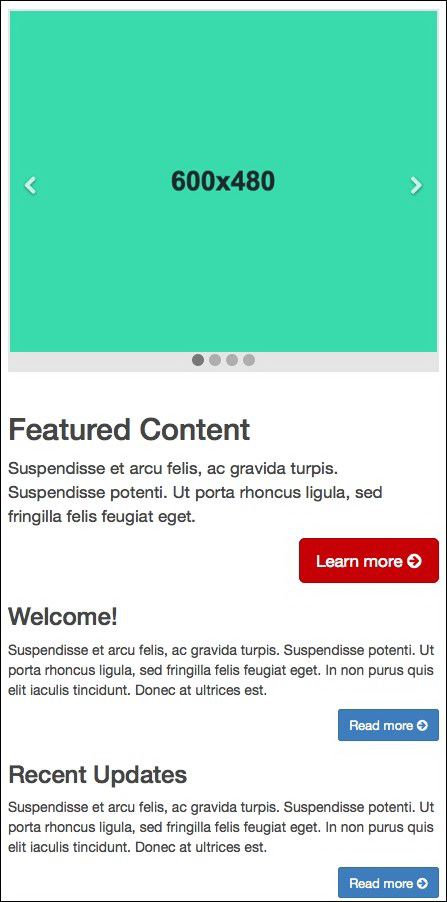 600x480
Featured Content
Suspendisse et arcu felis, ac gravida turpis.
Suspendisse potenti. Ut porta rhoncus ligula, sed
fringilla felis feugiat eget.
Learn more
Welcome!
Suspendisse et arcu felis, ac gravida turpis. Suspendisse potenti. Ut
porta rhoncus ligula, sed fringilla felis feugiat eget. In non purus quis
elit iaculis tincidunt. Donec at ultrices est.
Read more
Recent Updates
Suspendisse et arcu felis, ac gravida turpis. Suspendisse potenti. Ut
porta rhoncus ligula, sed fringilla felis feugiat eget. In non purus quis
elit iaculis tincidunt. Donec at ultrices est.
Read more